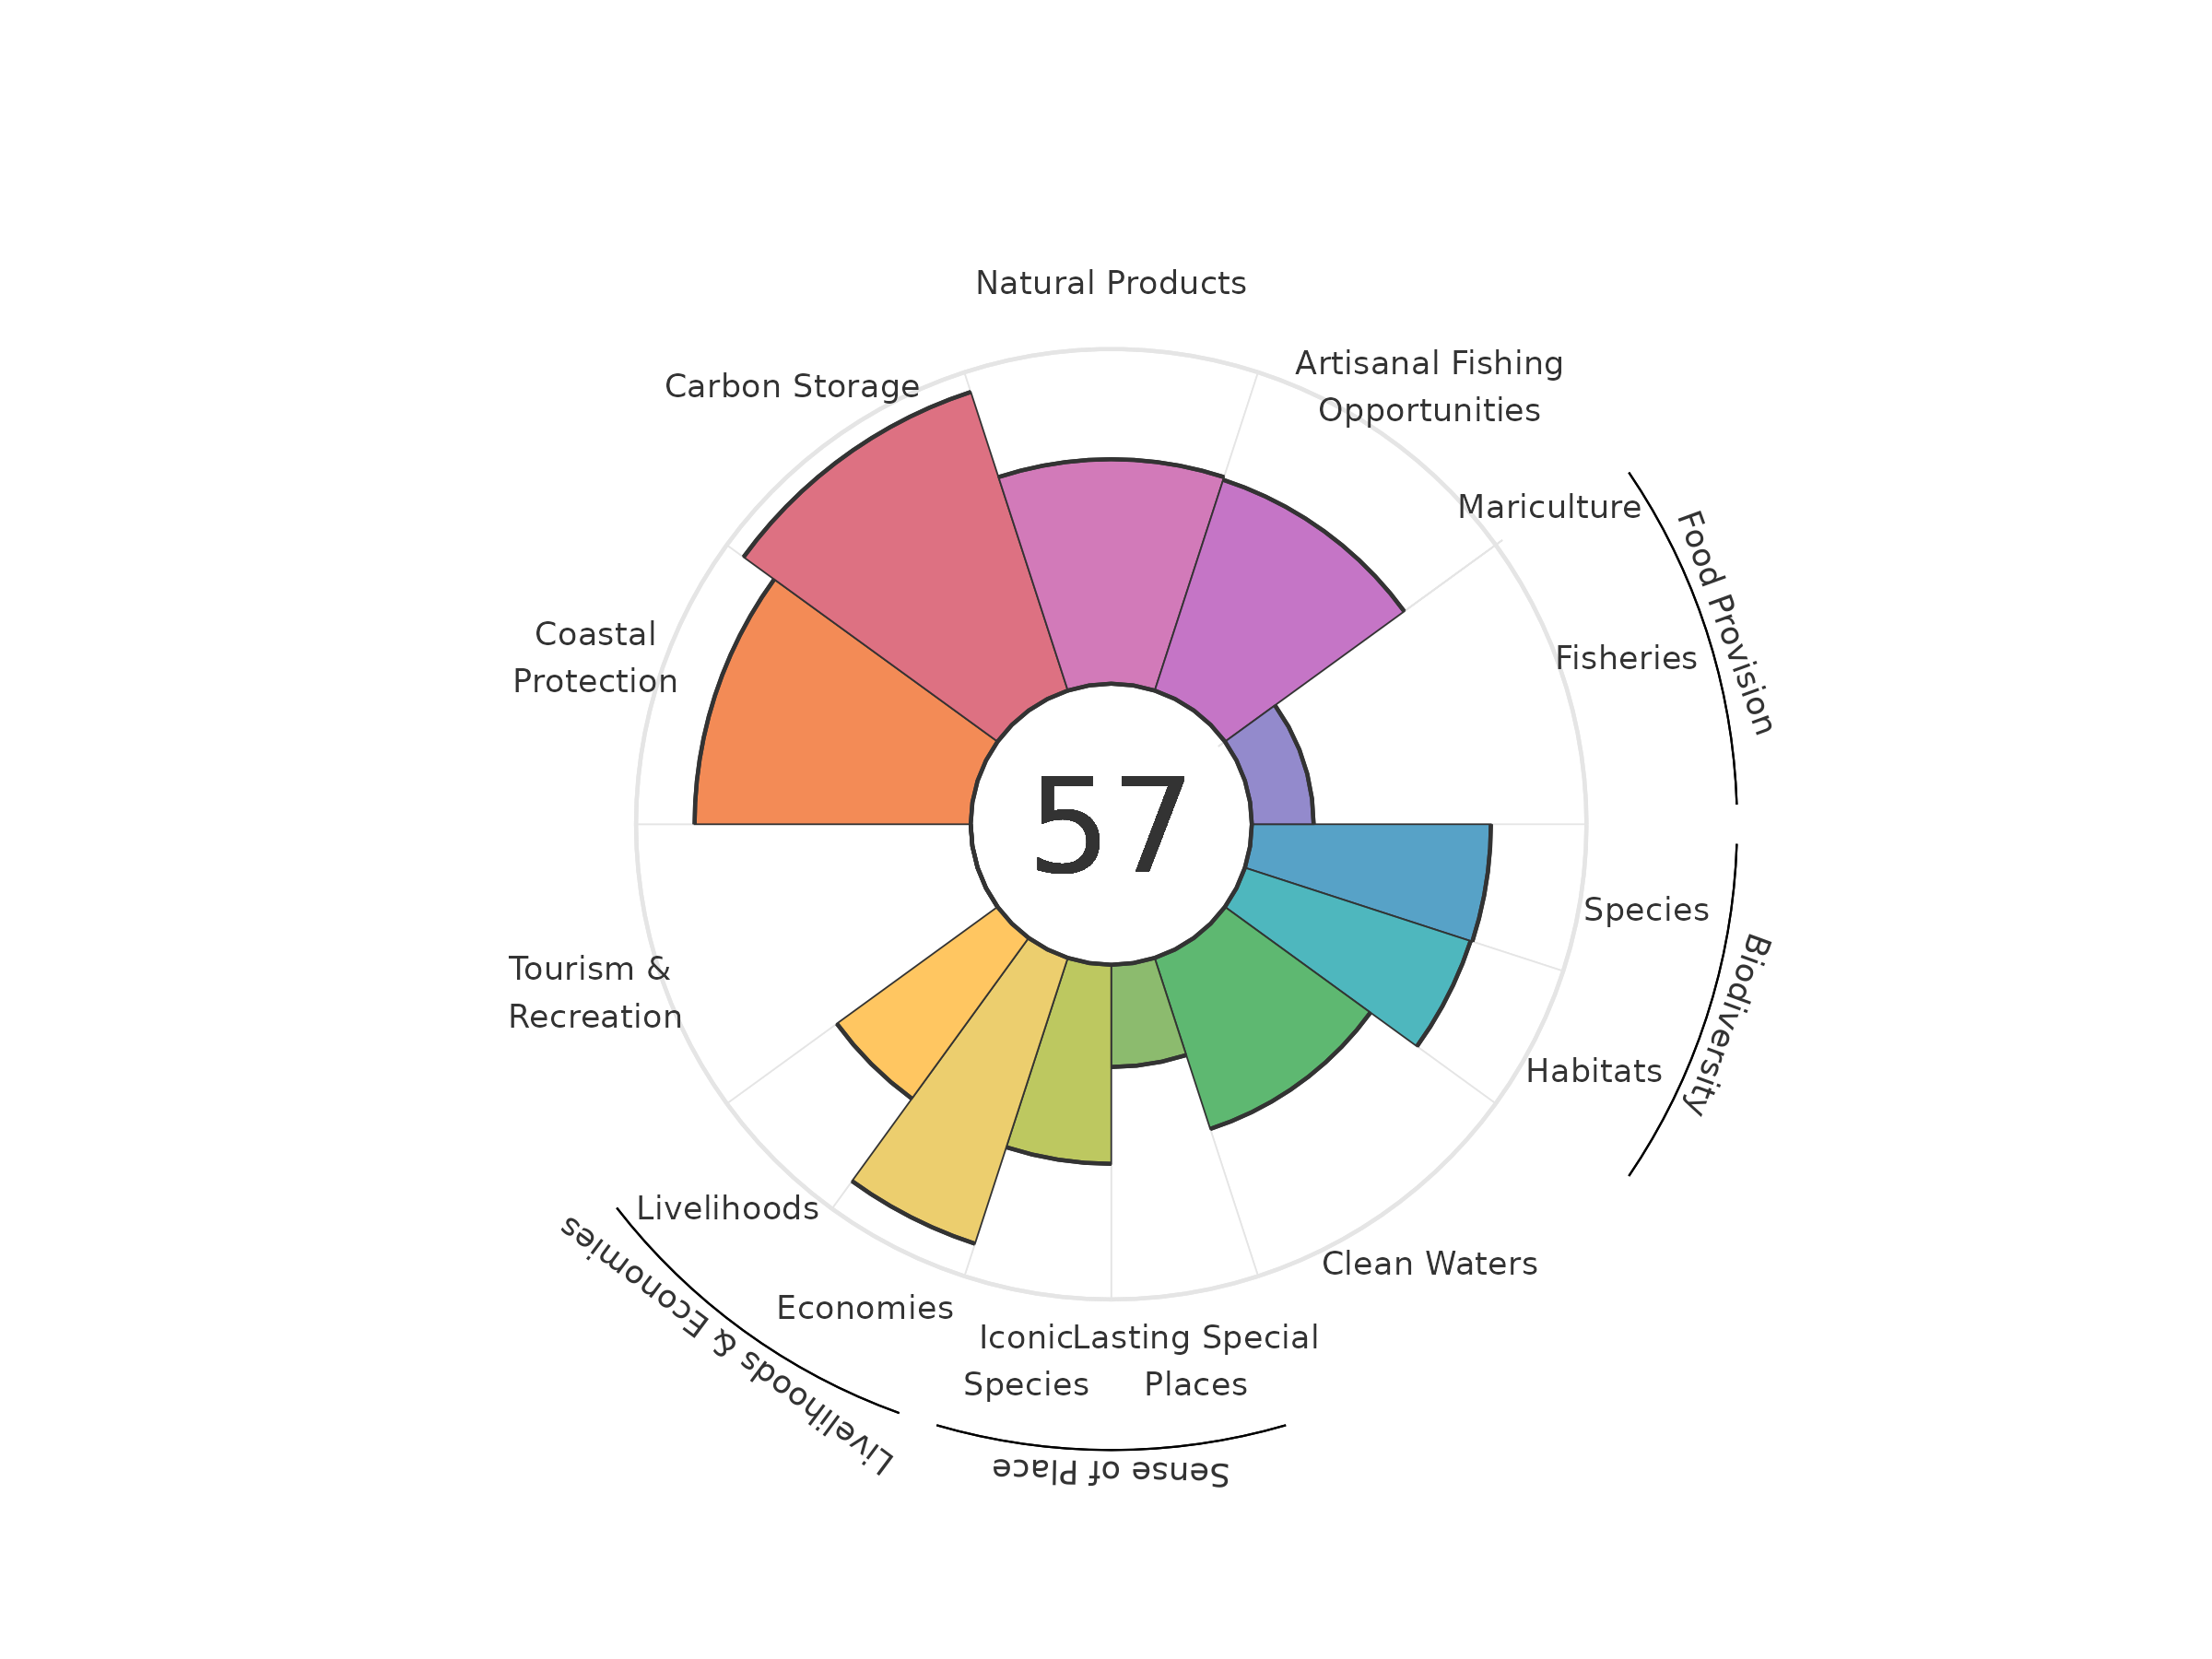 Natural Products
Artisanal Fishing
Opportunities
Carbon Storage
Mariculture
Food Provision
Fisheries
Coastal
Protection
57
Species
Biodiversity
Habitats
Tourism &
Recreation
Livelihoods
Livelihoods & Economies
Clean Waters
Economies
Iconic
Species
Lasting Special
Places
Sense of Place